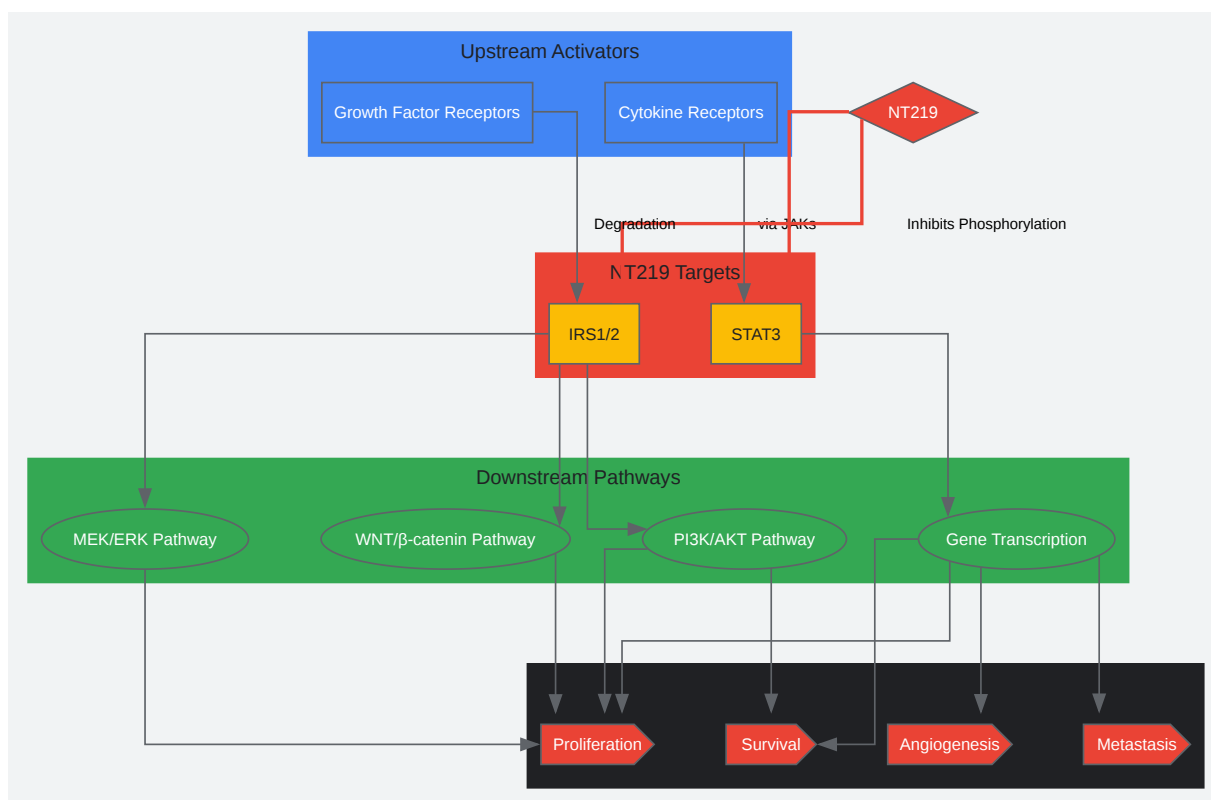 Upstream Activators
Growth Factor Receptors
Cytokine Receptors
NT219
Degradation
via JAKs
Inhibits Phosphorylation
NT219 Targets
IRS1/2
STAT3
Downstream Pathways
MEK/ERK Pathway
WNT/β-catenin Pathway
PI3K/AKT Pathway
Gene Transcription
Proliferation
Survival
Angiogenesis
Metastasis